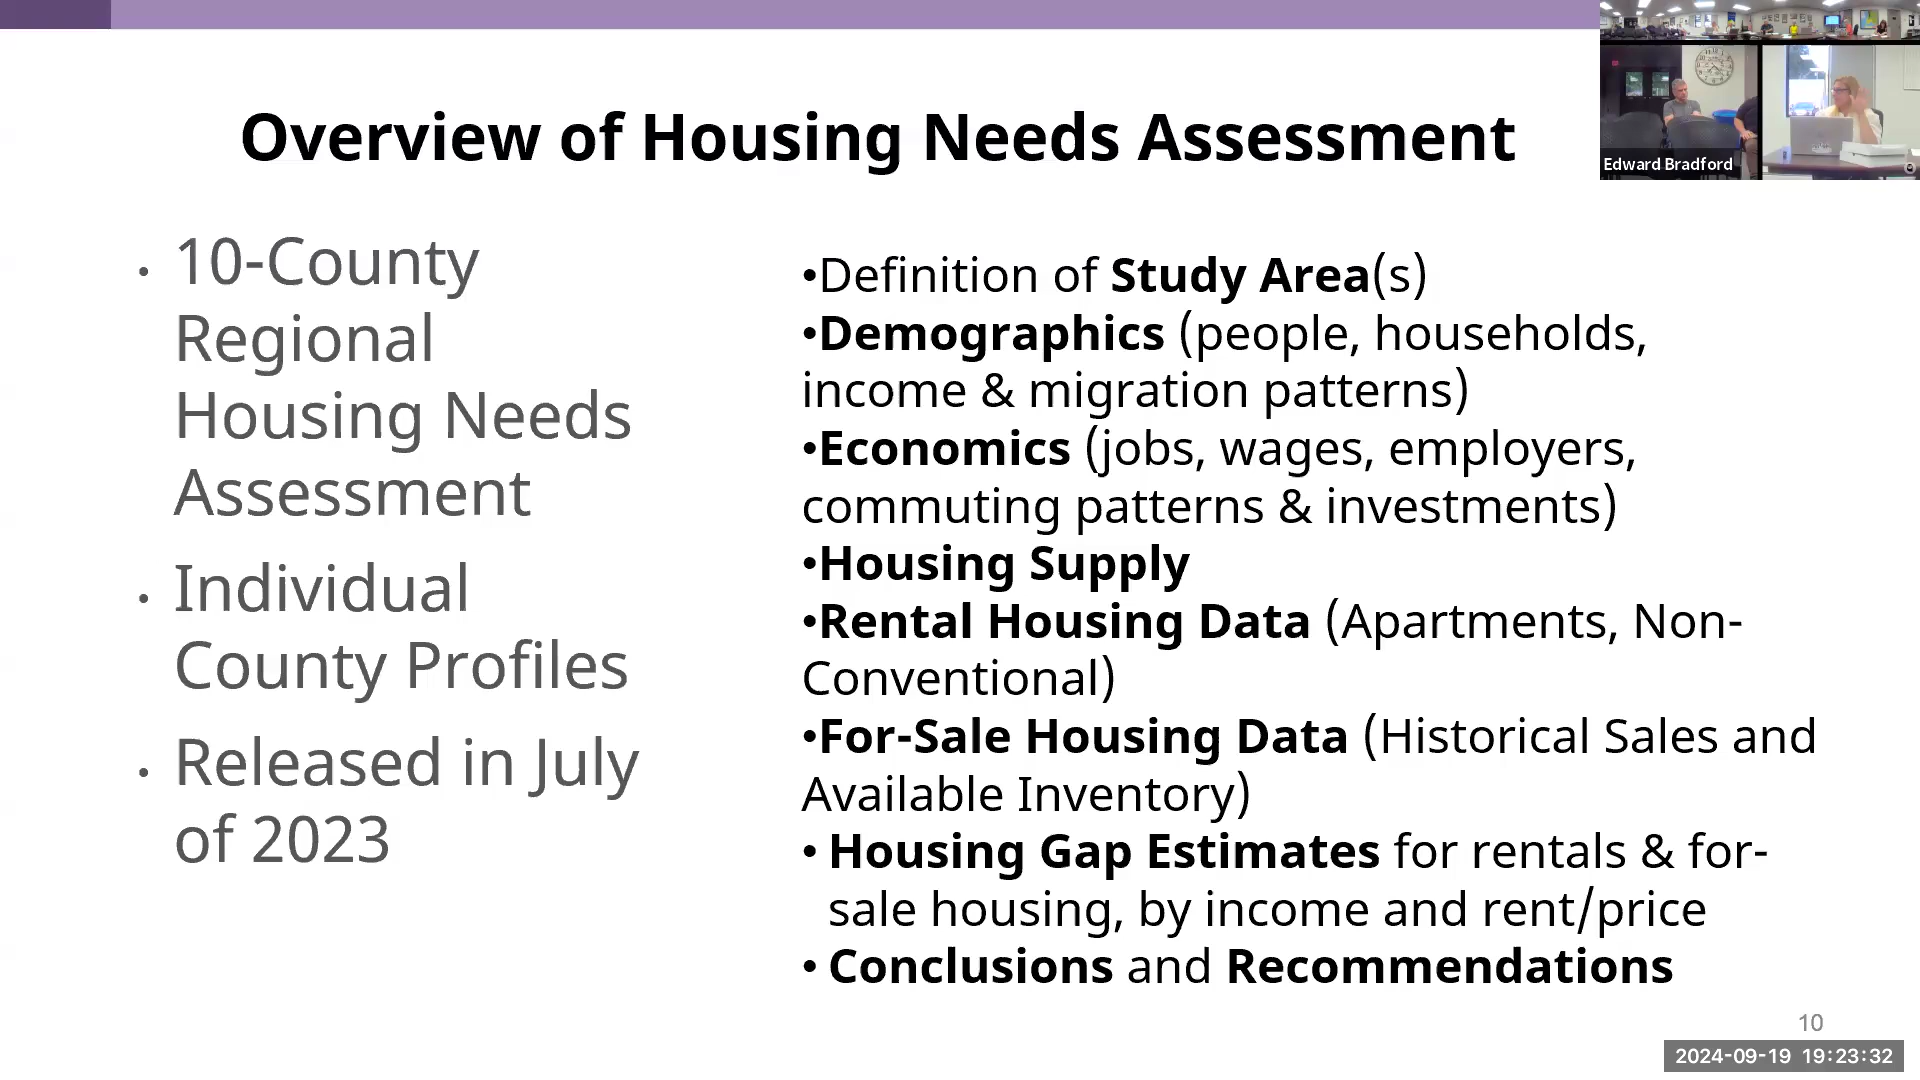 Overview of Housing Needs Assessment
Edward Bradford
• 10-County
Regional
Housing Needs
Assessment
• Individual
County Profiles
• Released in July
of 2023
•Definition of Study Area(s)
•Demographics (people, households,
income & migration patterns)
•Economics (jobs, wages, employers,
commuting patterns & investments)
•Housing Supply
•Rental Housing Data (Apartments, Non-
Conventional)
•For-Sale Housing Data (Historical Sales and
Available Inventory)
• Housing Gap Estimates for rentals & for-
sale housing, by income and rent/price
• Conclusions and Recommendations
10
2024-09-19 19:23:32